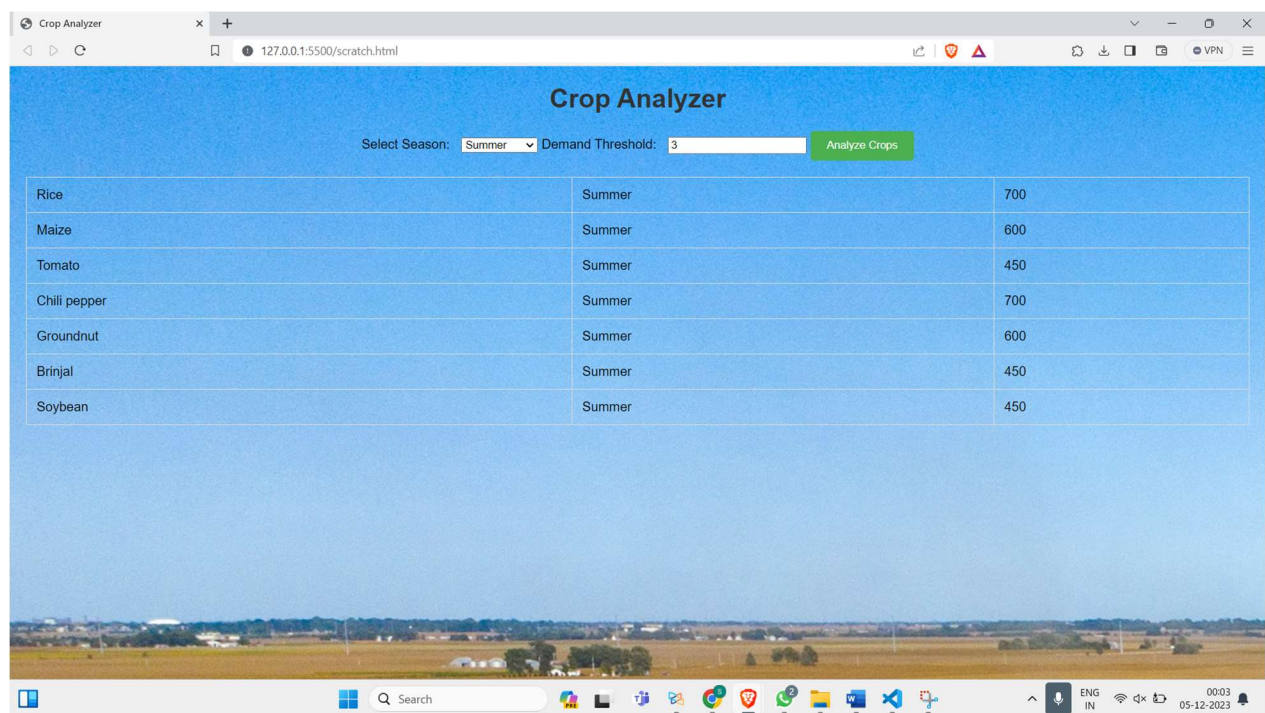 Crop Analyzer
127.0.0.1:5500/scratch.html
VPN
Crop Analyzer
Select Season: Summer Demand Threshold: 3 Analyze Crops
Rice Summer 700
Maize Summer 600
Tomato Summer 450
Chili pepper Summer 700
Groundnut Summer 600
Brinjal Summer 450
Soybean Summer 450
Search
PRE
S
2
W
ENG
IN
00:03
05-12-2023